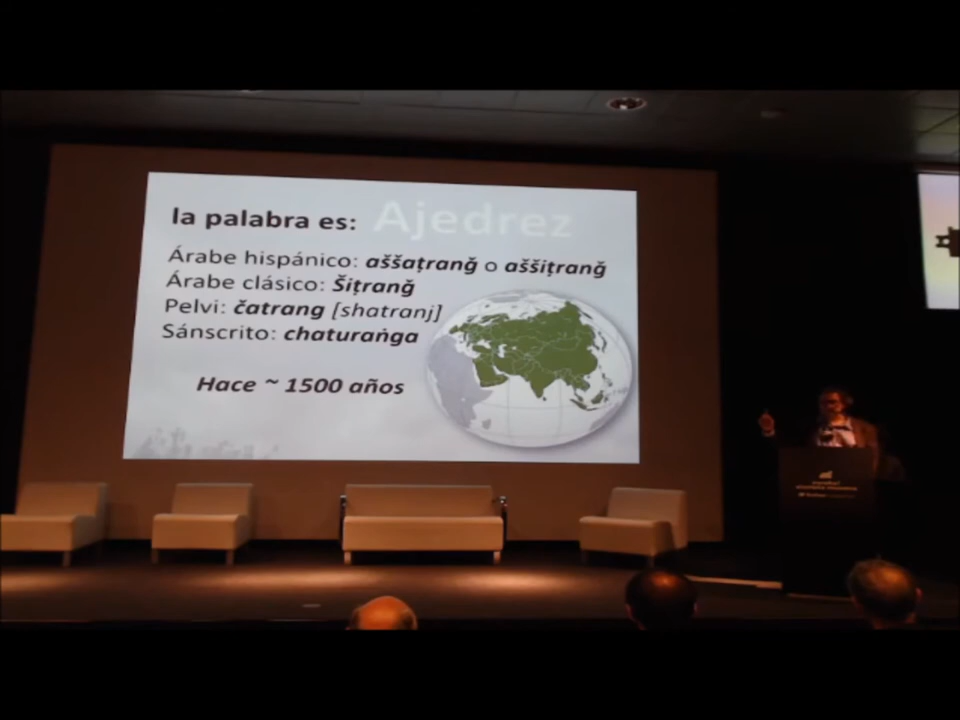 la palabra es: Ajedrez
Árabe hispánico: aššaṭranǧ o aššiṭranǧ
Árabe clásico: Šiṭranǧ
Pelvi: čatrang [shatranj]
Sánscrito: chaturaṅga
Hace ~ 1500 años